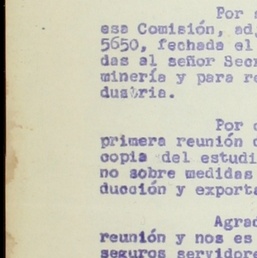 Por
esa Comisión, ad
5650, fechada el
das al señor Sec
minería y para
dustria.
Por
primera reunión
copia del estudi
no sobre medidas
ducción y export
Agrad
reunión y nos es
seguros servidore